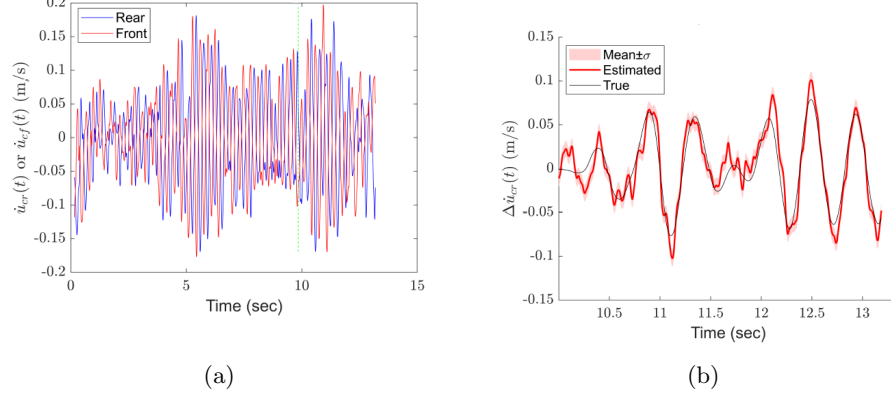 0.2
0.15
0.1
0.05
0
-0.05
-0.1
-0.15
0.2
0
5
10
15
Rear
Front
u̇cr(t) or u̇cf(t) (m/s)
Time (sec)
(a)
0.15
0.1
0.05
0
-0.05
-0.1
-0.15
10.5
11
11.5
12
12.5
13
Mean±σ
Estimated
True
Δu̇cr(t) (m/s)
Time (sec)
(b)